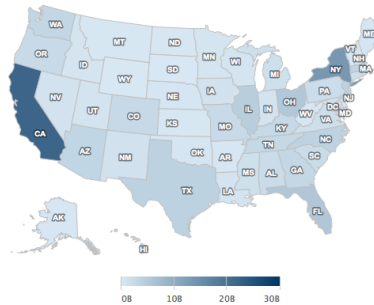 WA
MT
ND
MN
VT
ME
OR
ID
SD
WI
MI
NY
NH
MA
WY
IA
PA
NJ
NV
NE
IL
IN
OH
DC
MD
UT
CO
KS
MO
KY
WV
VA
CA
TN
NC
AZ
NM
OK
AR
SC
MS
AL
GA
TX
LA
AK
FL
HI
0B 10B 20B 30B